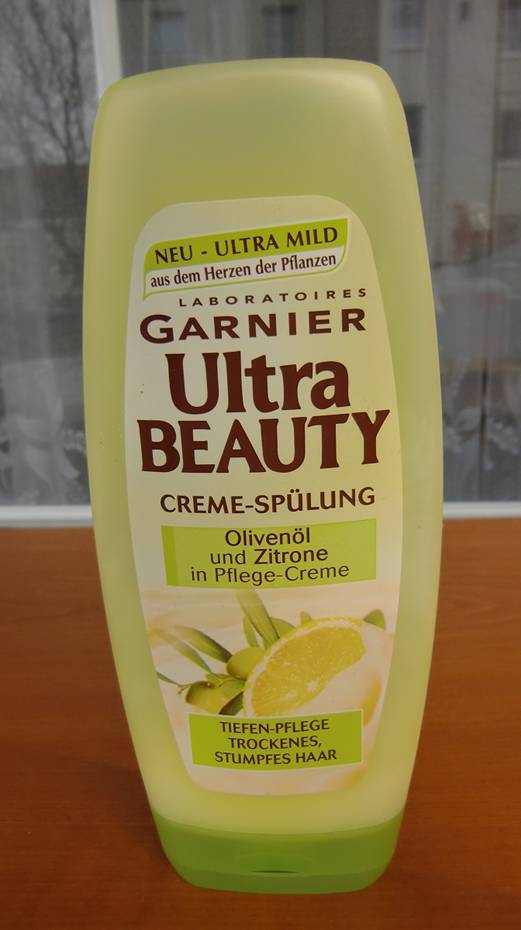 NEU - ULTRA MILD
aus dem Herzen der Pflanzen
LABORATOIRES
GARNIER
Ultra
BEAUTY
CREME-SPÜLUNG
Olivenöl
und Zitrone
in Pflege-Creme
TIEFEN-PFLEGE
TROCKENES,
STUMPFES HAAR